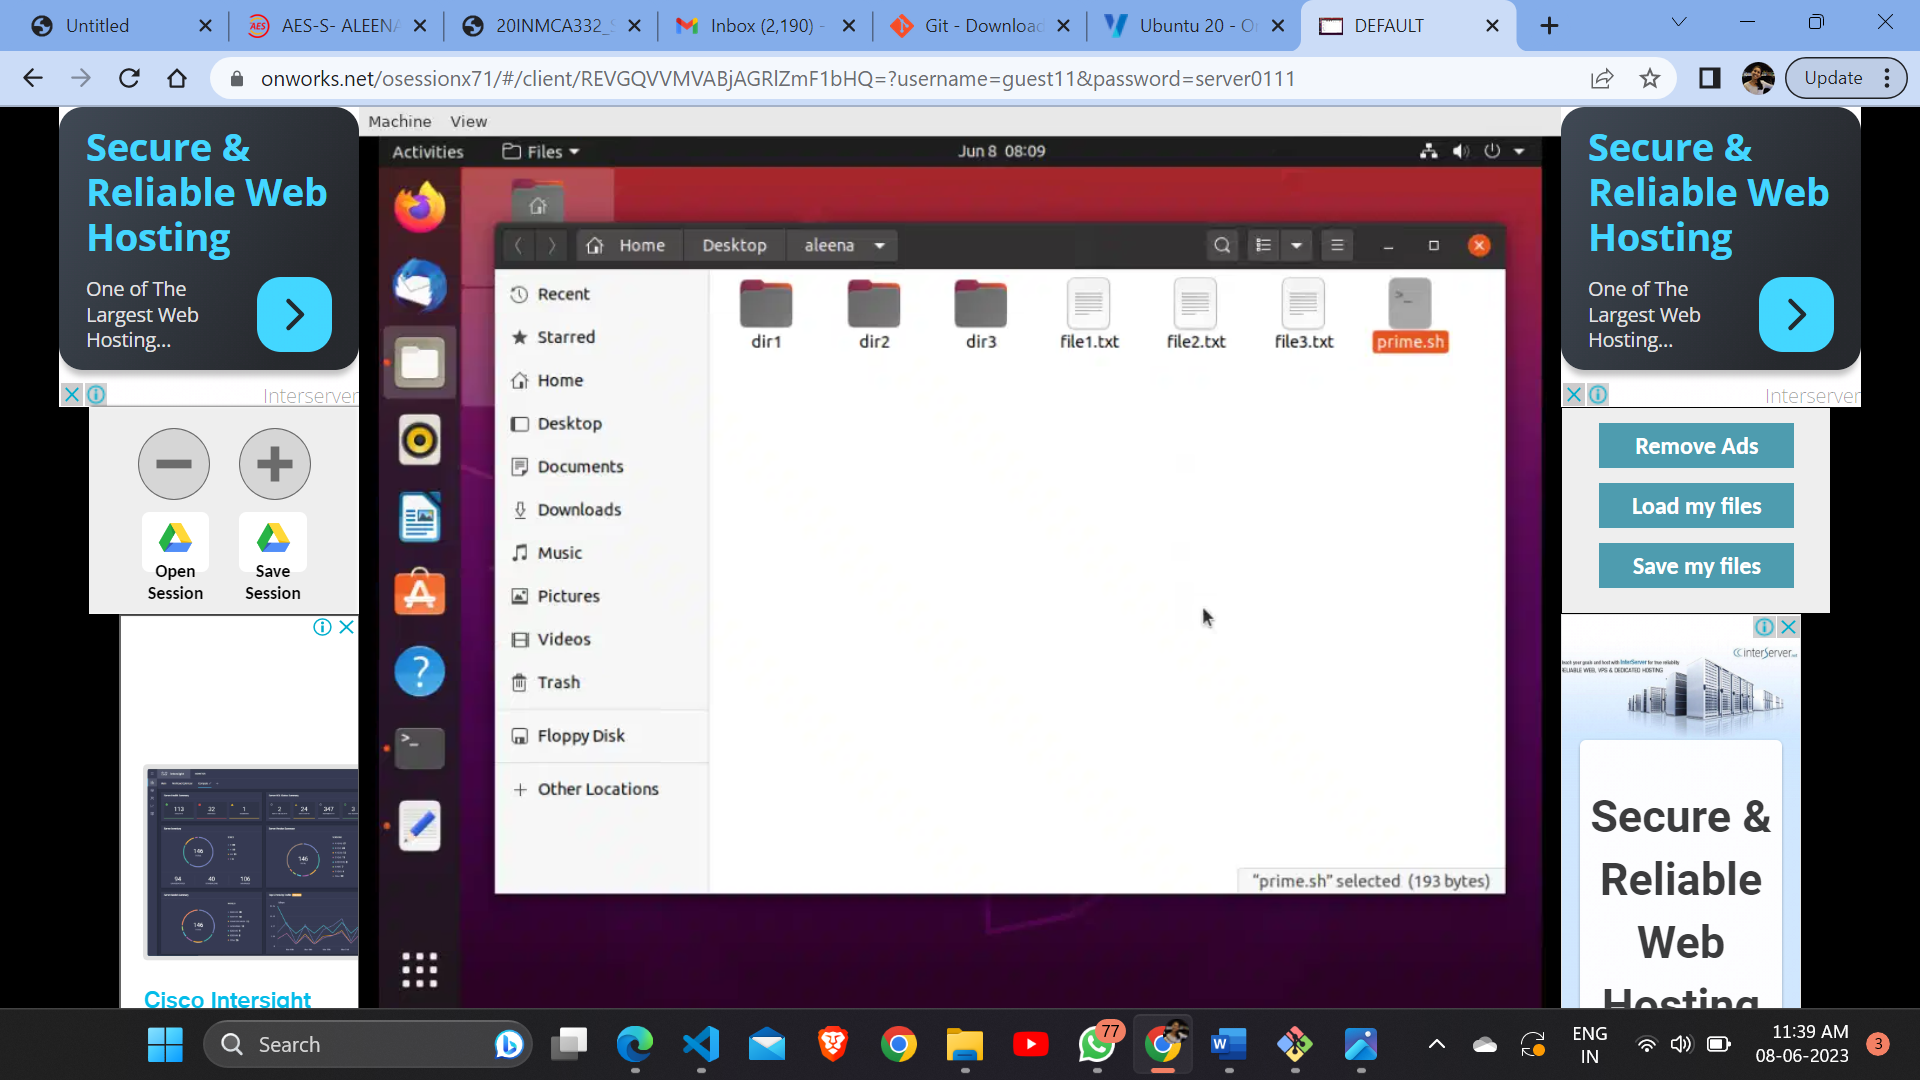 Untitled
AES-S- ALEENA
20INMCA332_S
Inbox (2,190) -
Git - Download
Ubuntu 20 - On
DEFAULT
onworks.net/osessionx71/#/client/REVGQVVMVABjAGRlZmF1bHQ=?username=guest11&password=server0111
Update
Machine View
Activities
Files
Jun 8 08:09
Home
Desktop
aleena
Recent
Starred
Home
Desktop
Documents
Downloads
Music
Pictures
Videos
Trash
Floppy Disk
Other Locations
dir1
dir2
dir3
file1.txt
file2.txt
file3.txt
prime.sh
"prime.sh" selected (193 bytes)
Secure &
Reliable Web
Hosting
One of The
Largest Web
Hosting...
Interserver
Open
Session
Save
Session
Cisco Intersight
Secure &
Reliable Web
Hosting
One of The
Largest Web
Hosting...
Interserver
Remove Ads
Load my files
Save my files
interServer
Secure &
Reliable
Web
Hosting
Search
77
ENG
IN
11:39 AM
08-06-2023
3